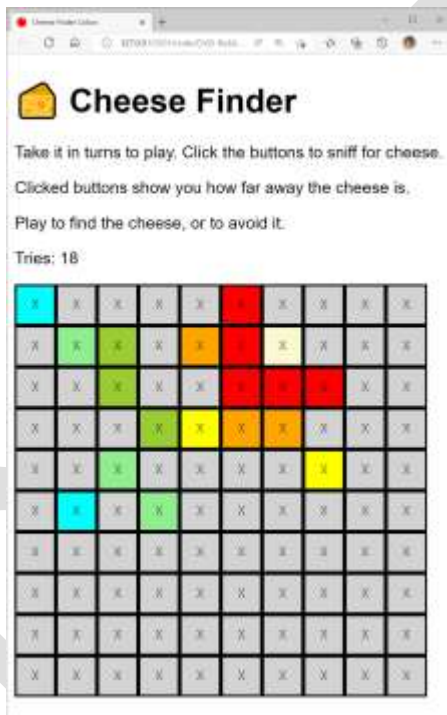 Cheese Finder
Take it in turns to play. Click the buttons to sniff for cheese.
Clicked buttons show you how far away the cheese is.
Play to find the cheese, or to avoid it.
Tries: 18
X X X X X X X X X X
X X X X X X X X X X
X X X X X X X X X X
X X X X X X X X X X
X X X X X X X X X X
X X X X X X X X X X
X X X X X X X X X X
X X X X X X X X X X
X X X X X X X X X X
X X X X X X X X X X